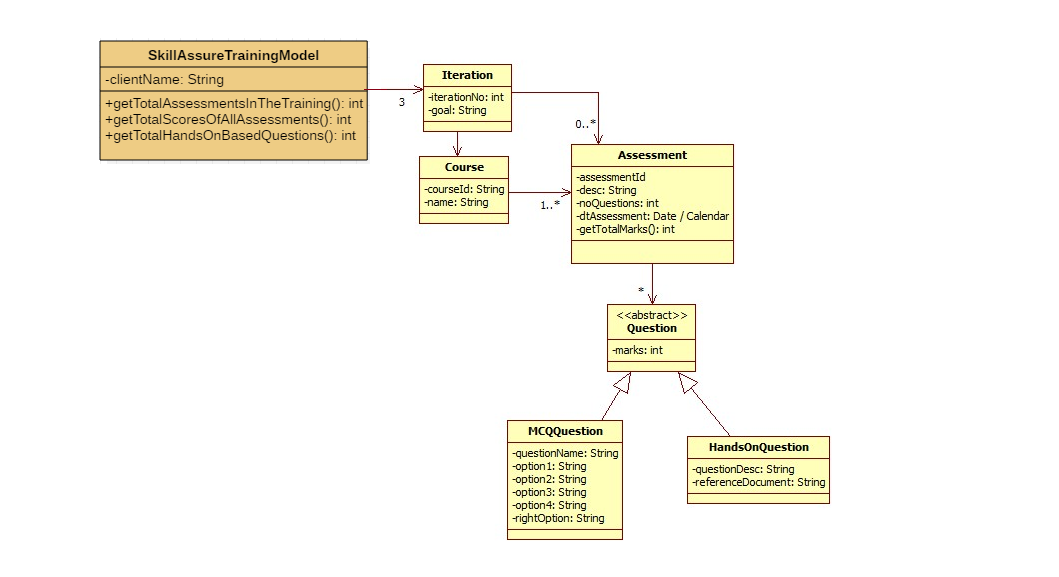 SkillAssureTrainingModel
-clientName: String
+getTotalAssessmentsInTheTraining(): int
+getTotalScoresOfAllAssessments(): int
+getTotalHandsOnBasedQuestions(): int
3
Iteration
-iterationNo: int
-goal: String
0..*
Course
-courseId: String
-name: String
1..*
Assessment
-assessmentId
-desc: String
-noQuestions: int
-dtAssessment: Date / Calendar
-getTotalMarks(): int
*
<<abstract>>
Question
-marks: int
MCQQuestion
-questionName: String
-option1: String
-option2: String
-option3: String
-option4: String
-rightOption: String
HandsOnQuestion
-questionDesc: String
-referenceDocument: String